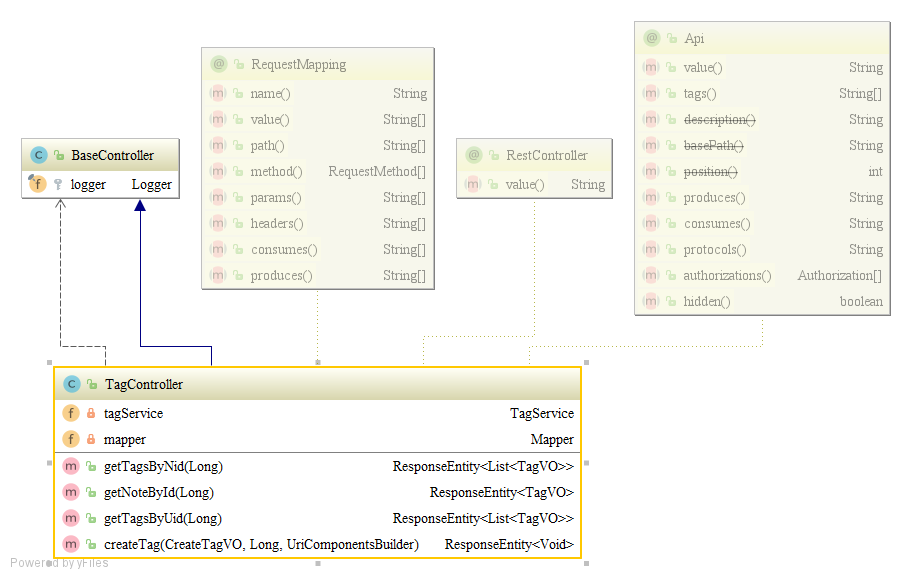 Api
value() String
tags() String[]
description() String
basePath() String
position() int
produces() String
consumes() String
protocols() String
authorizations() Authorization[]
hidden() boolean
RequestMapping
name() String
value() String[]
path() String[]
method() RequestMethod[]
params() String[]
headers() String[]
consumes() String[]
produces() String[]
BaseController
logger Logger
RestController
value() String
TagController
tagService TagService
mapper Mapper
getTagsByNid(Long) ResponseEntity<List<TagVO>>
getNoteById(Long) ResponseEntity<TagVO>
getTagsByUid(Long) ResponseEntity<List<TagVO>>
createTag(CreateTagVO, Long, UriComponentsBuilder) ResponseEntity<Void>
Powered by yFiles